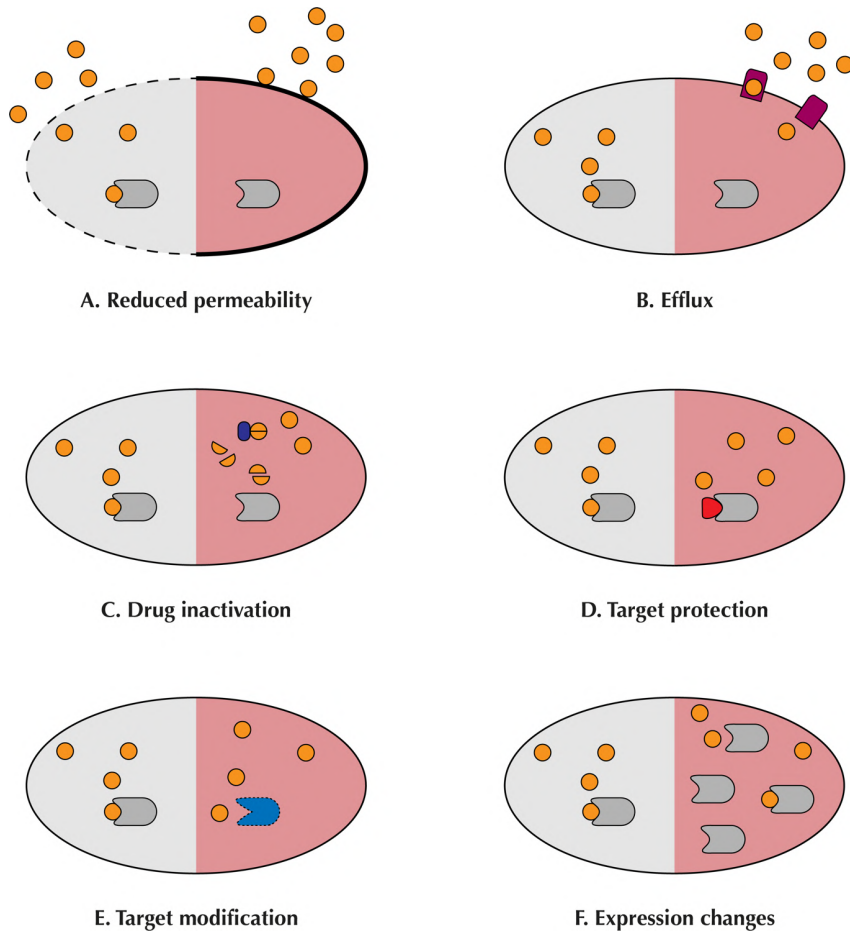 A. Reduced permeability
B. Efflux
C. Drug inactivation
D. Target protection
E. Target modification
F. Expression changes